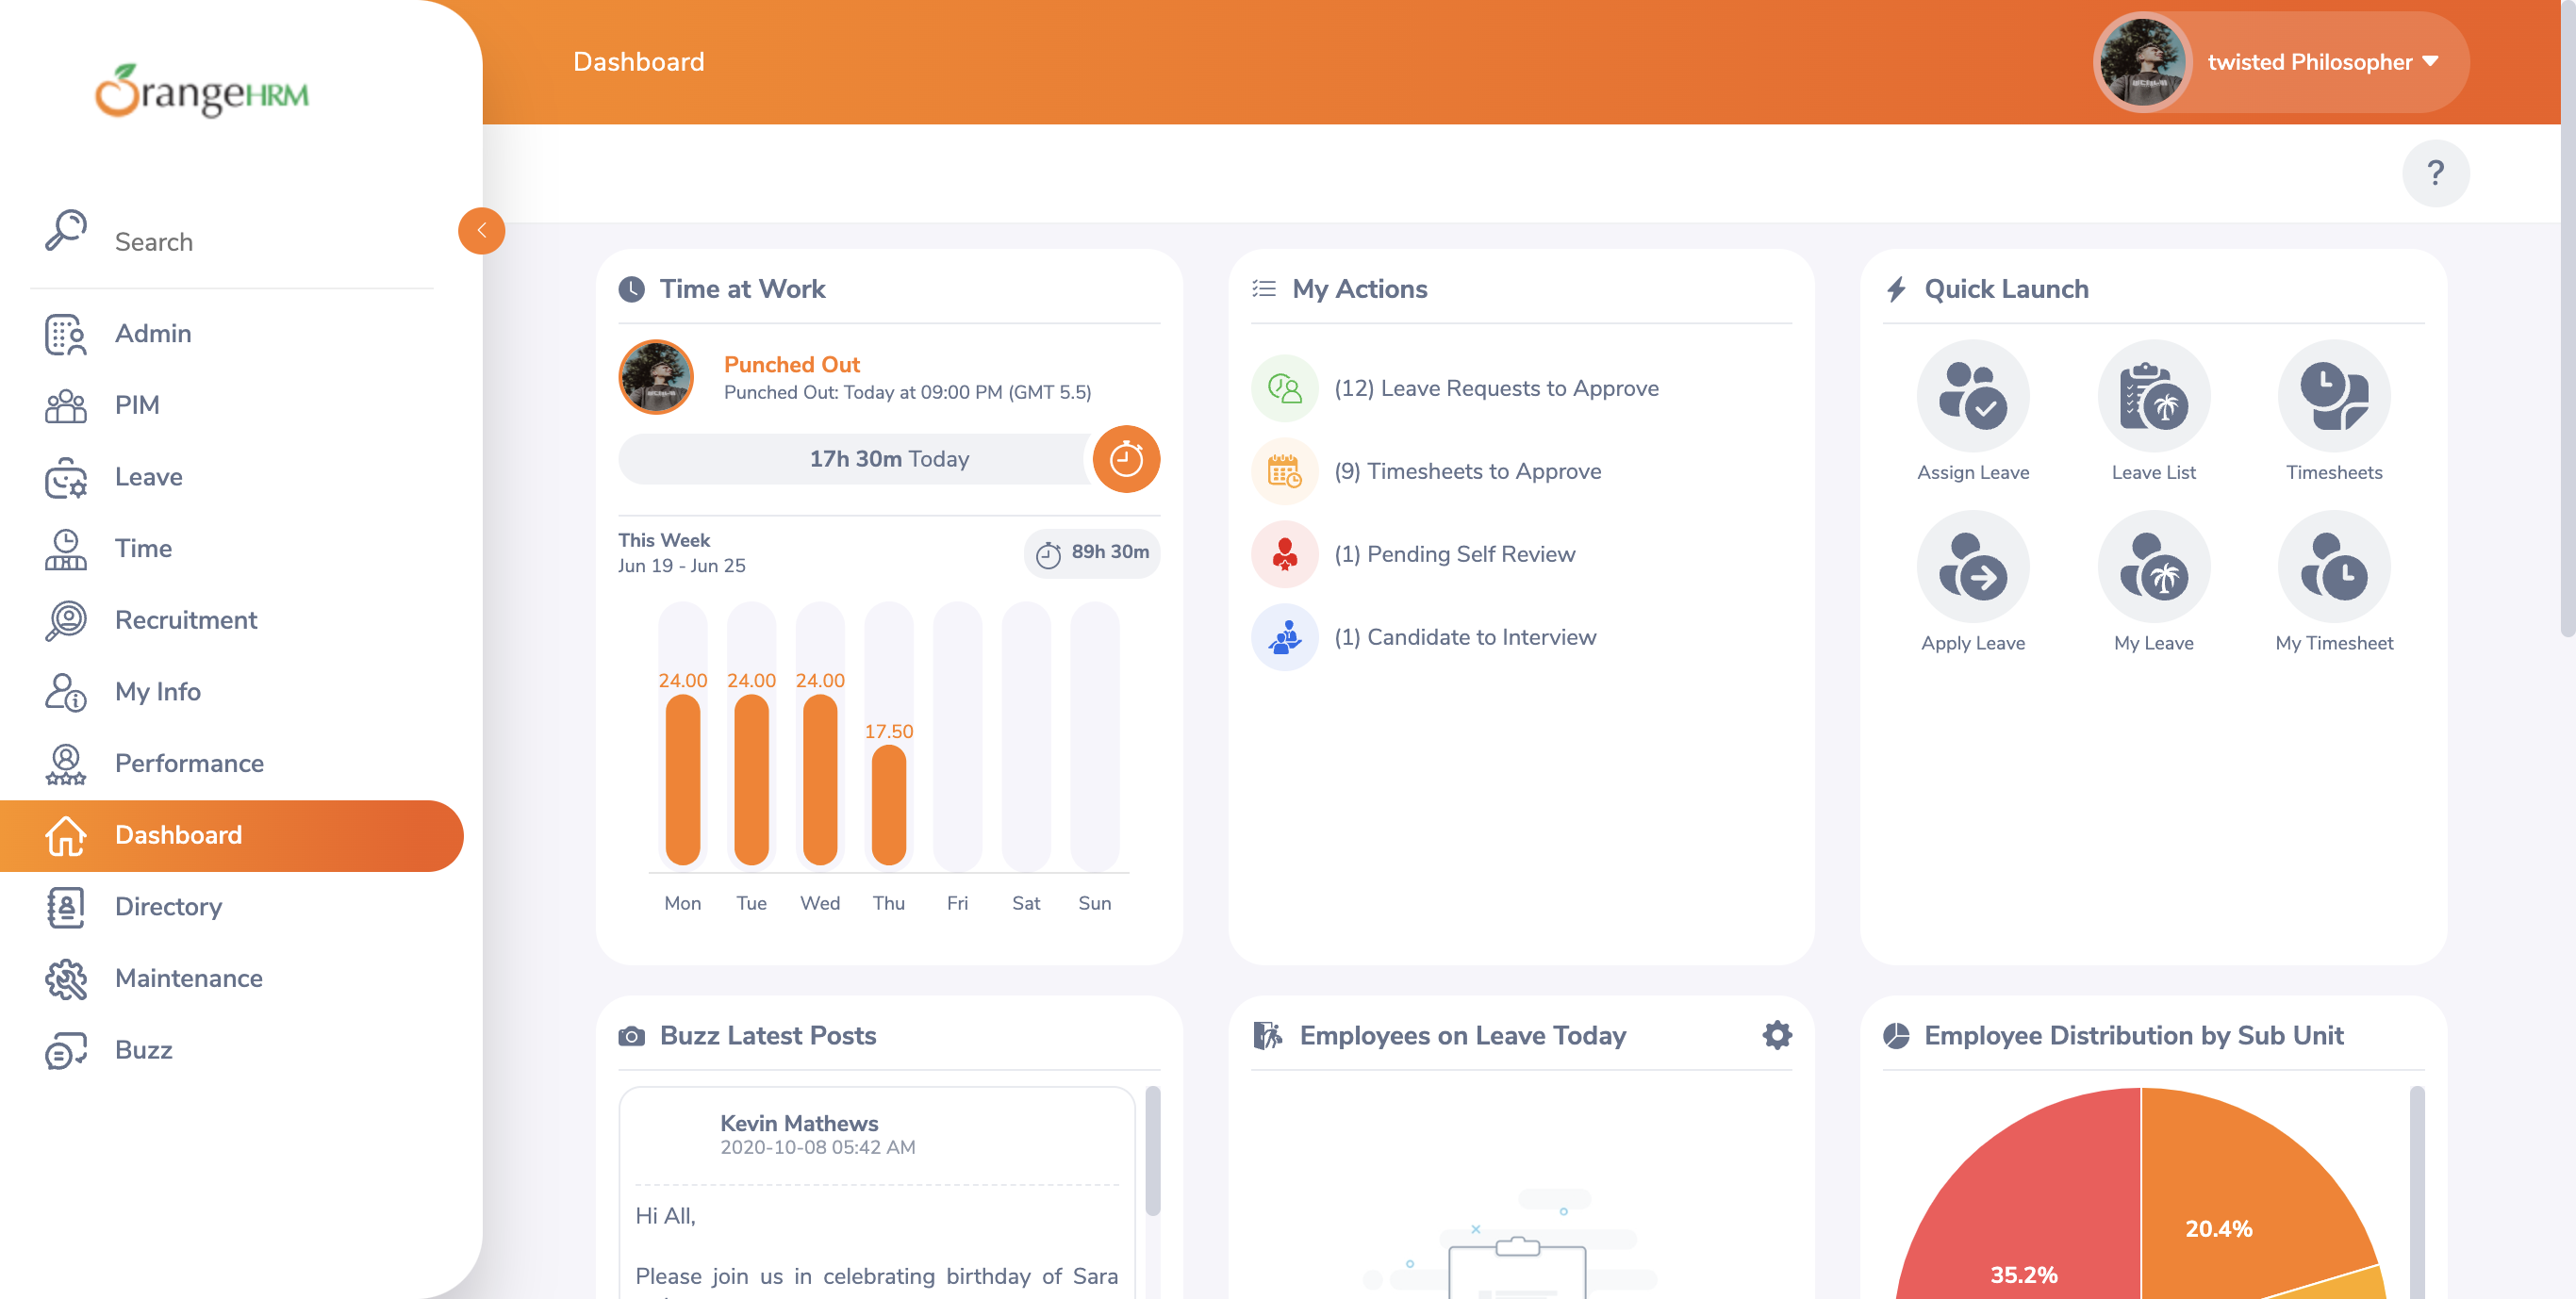 OrangeHRM
Search
Admin
PIM
Leave
Time
Recruitment
My Info
Performance
Dashboard
Directory
Maintenance
Buzz
Dashboard
twisted Philosopher
?
Time at Work
Punched Out
Punched Out: Today at 09:00 PM (GMT 5.5)
17h 30m Today
This Week
Jun 19 - Jun 25
89h 30m
24.00 24.00 24.00
17.50
Mon Tue Wed Thu Fri Sat Sun
My Actions
(12) Leave Requests to Approve
(9) Timesheets to Approve
(1) Pending Self Review
(1) Candidate to Interview
Quick Launch
Assign Leave Leave List Timesheets
Apply Leave My Leave My Timesheet
Buzz Latest Posts
Kevin Mathews
2020-10-08 05:42 AM
Hi All,
Please join us in celebrating birthday of Sara
Employees on Leave Today
Employee Distribution by Sub Unit
20.4%
35.2%